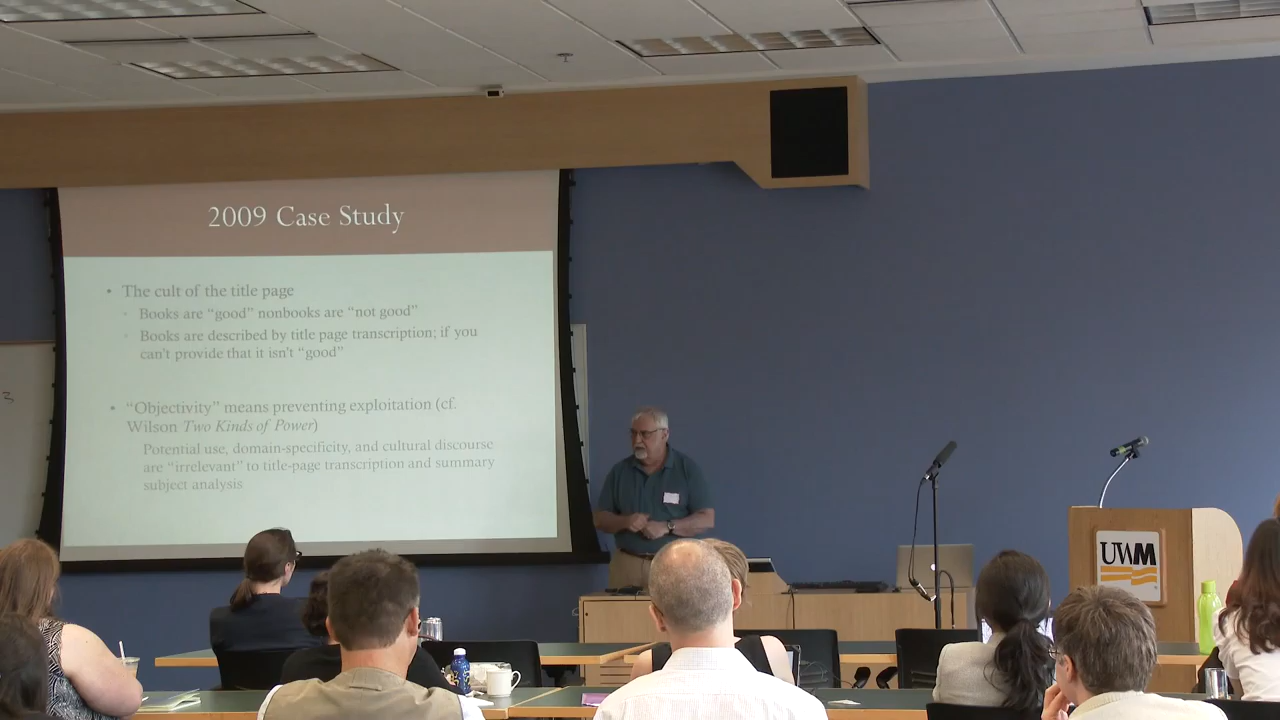 2009 Case Study
• The cult of the title page
Books are “good” nonbooks are “not good”
Books are described by title page transcription; if you
can’t provide that it isn’t “good”
• “Objectivity” means preventing exploitation (cf.
Wilson Two Kinds of Power)
Potential use, domain-specificity, and cultural discourse
are “irrelevant” to title-page transcription and summary
subject analysis
3
UWM